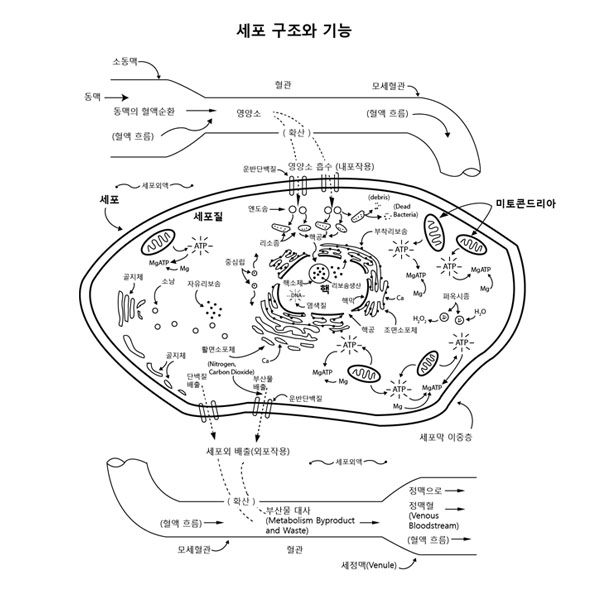 세포 구조와 기능
소동맥
혈관
모세혈관
동맥
동맥의 혈액순환
영양소
(혈액 흐름)
(혈액 흐름)
(확산)
운반단백질
영양소 흡수 (내포작용)
세포외액
세포
세포질
엔도솜
(debris)
(Dead
Bacteria)
미토콘드리아
리소좀
핵공
부착리보솜
ATP
ATP
ATP
MgATP
Mg
중심립
MgATP
Mg
MgATP
Mg
골지체
소낭
자유리보솜
핵소체
핵
리보솜생산
DNA
염색질
핵막
Ca
퍼옥시좀
H₂O₂
H₂O
핵공
조면소포체
골지체
활면소포체
Ca
ATP
ATP
(Nitrogen,
Carbon Dioxide)
단백질
배출
부산물
배출
MgATP
Mg
ATP
MgATP
Mg
운반단백질
세포막 이중층
세포외 배출(외포작용)
세포외액
(확산)
부산물 대사
(Metabolism Byproduct
and Waste)
(혈액 흐름)
모세혈관
혈관
정맥으로
정맥혈
(Venous
Bloodstream)
(혈액 흐름)
세정맥(Venule)